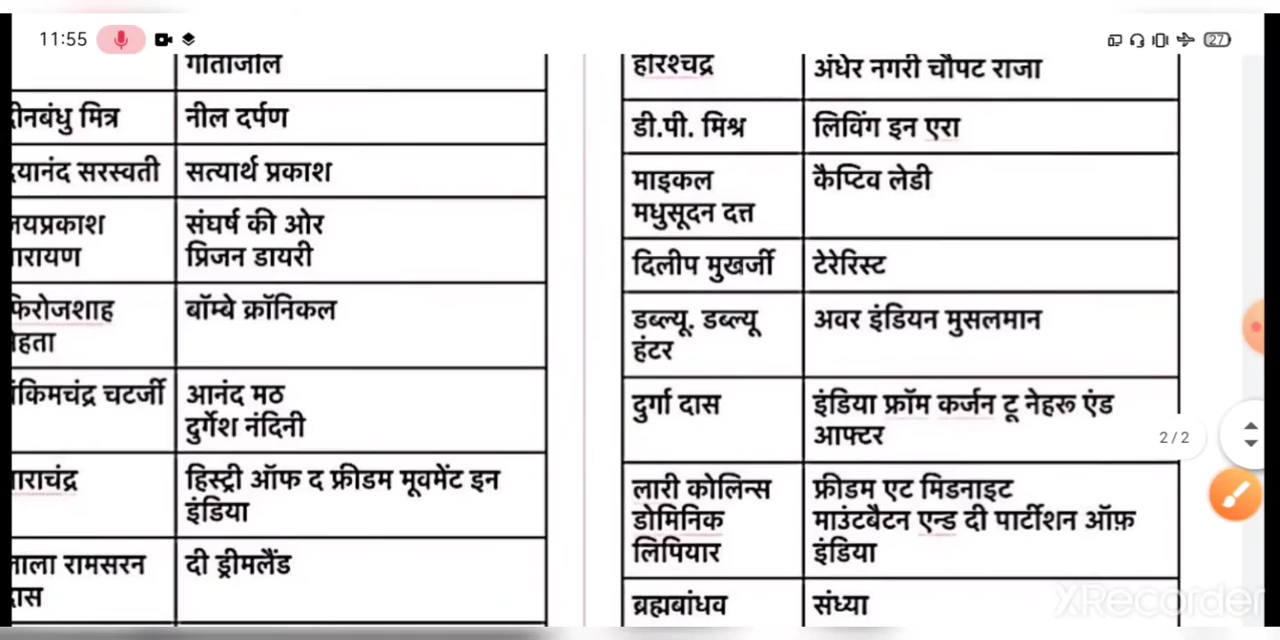 11:55
27
गीतांजलि
दीनबंधु मित्र
नील दर्पण
दयानंद सरस्वती
सत्यार्थ प्रकाश
जयप्रकाश
नारायण
संघर्ष की ओर
प्रिजन डायरी
फिरोजशाह
मेहता
बॉम्बे क्रॉनिकल
बंकिमचंद्र चटर्जी
आनंद मठ
दुर्गेश नंदिनी
ताराचंद्र
हिस्ट्री ऑफ द फ्रीडम मूवमेंट इन
इंडिया
लाला रामसरन
दास
दी ड्रीमलैंड
हरिश्चंद्र
अंधेर नगरी चौपट राजा
डी.पी. मिश्र
लिविंग इन एरा
माइकल
मधुसूदन दत्त
कैप्टिव लेडी
दिलीप मुखर्जी
टेरेरिस्ट
डब्ल्यू. डब्ल्यू
हंटर
अवर इंडियन मुसलमान
दुर्गा दास
इंडिया फ्रॉम कर्जन टू नेहरू एंड
आफ्टर
2 / 2
लारी कोलिन्स
डोमिनिक
लिपियार
फ्रीडम एट मिडनाइट
माउंटबैटन एन्ड दी पार्टीशन ऑफ़
इंडिया
ब्रह्मबांधव
संध्या
XRecorder